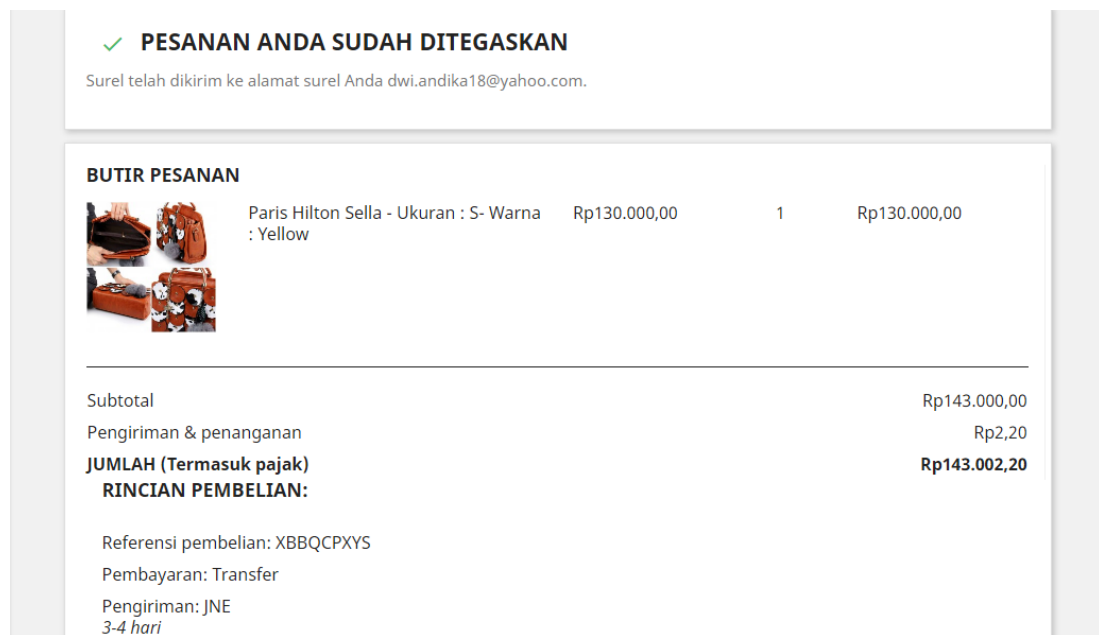 PESANAN ANDA SUDAH DITEGASKAN
Surel telah dikirim ke alamat surel Anda dwi.andika18@yahoo.com.
BUTIR PESANAN
Paris Hilton Sella - Ukuran : S- Warna Rp130.000,00 1 Rp130.000,00
: Yellow
Subtotal Rp143.000,00
Pengiriman & penanganan Rp2,20
JUMLAH (Termasuk pajak) Rp143.002,20
RINCIAN PEMBELIAN:
Referensi pembelian: XBBQCPXYS
Pembayaran: Transfer
Pengiriman: JNE
3-4 hari